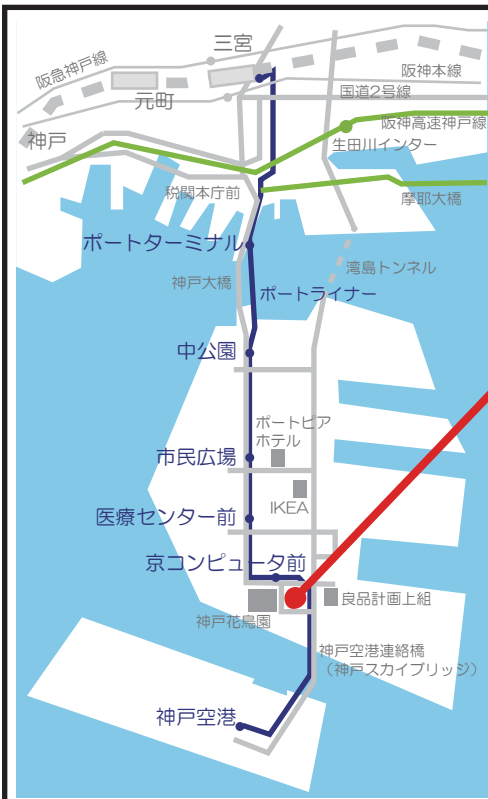 三宮
阪急神戸線
阪神本線
元町
国道2号線
阪神高速神戸線
神戸
生田川インター
税関本庁前
摩耶大橋
ポートターミナル
湾島トンネル
神戸大橋
ポートライナー
中公園
ポートピア
ホテル
市民広場
IKEA
医療センター前
京コンピュータ前
良品計画上組
神戸花鳥園
神戸空港連絡橋
（神戸スカイブリッジ）
神戸空港